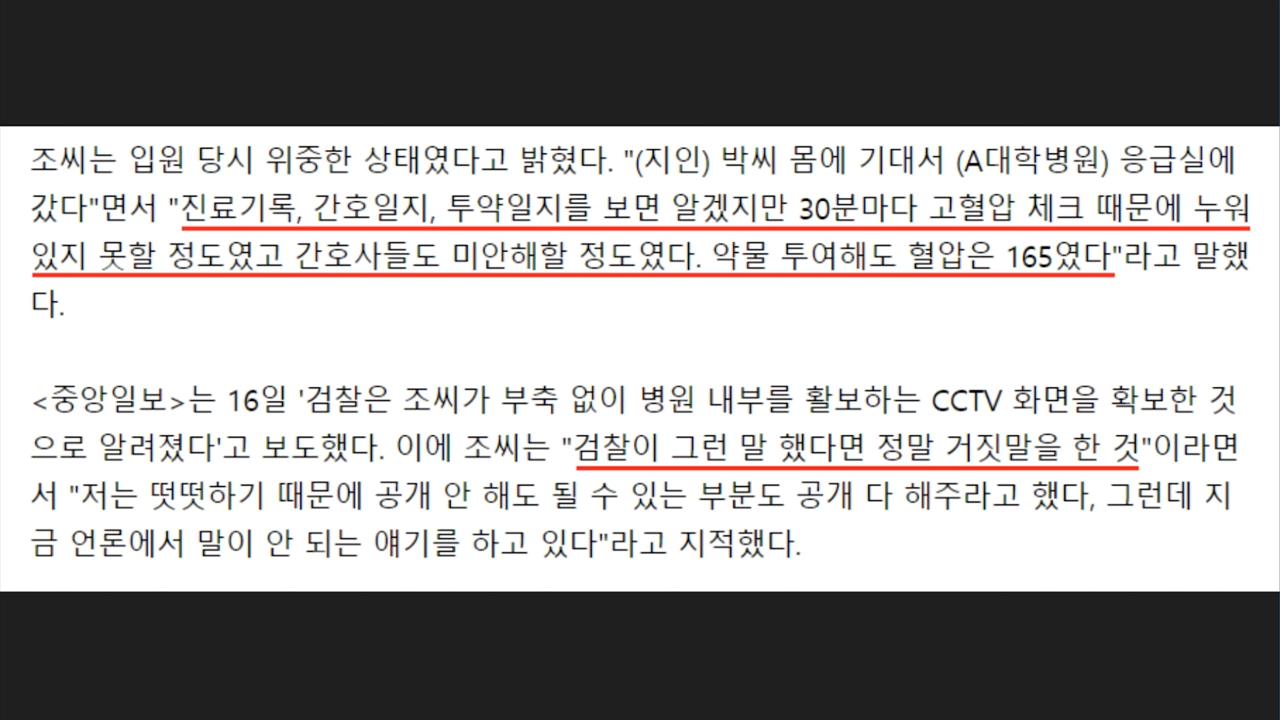 조씨는 입원 당시 위중한 상태였다고 밝혔다. "(지인) 박씨 몸에 기대서 (A대학병원) 응급실에
갔다"면서 "진료기록, 간호일지, 투약일지를 보면 알겠지만 30분마다 고혈압 체크 때문에 누워
있지 못할 정도였고 간호사들도 미안해할 정도였다. 약물 투여해도 혈압은 165였다"라고 말했
다.
<중앙일보>는 16일 '검찰은 조씨가 부축 없이 병원 내부를 활보하는 CCTV 화면을 확보한 것
으로 알려졌다'고 보도했다. 이에 조씨는 "검찰이 그런 말 했다면 정말 거짓말을 한 것"이라면
서 "저는 떳떳하기 때문에 공개 안 해도 될 수 있는 부분도 공개 다 해주라고 했다, 그런데 지
금 언론에서 말이 안 되는 얘기를 하고 있다"라고 지적했다.